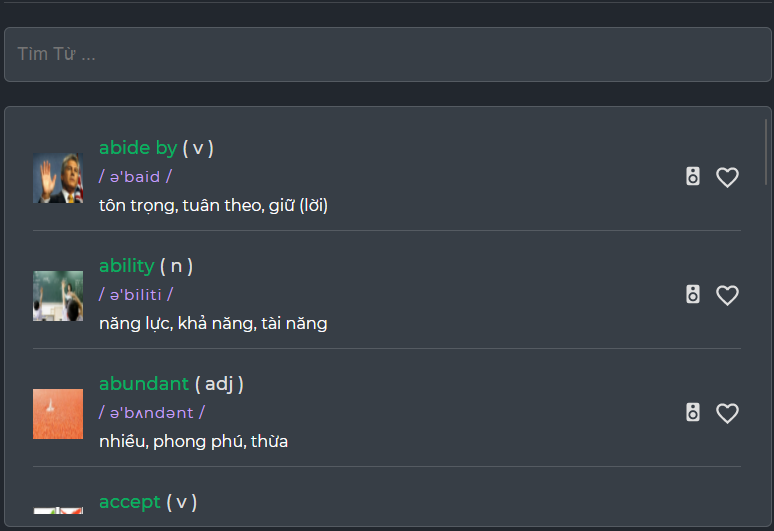 Tìm Từ ...
abide by ( v )
/ ə'baid /
tôn trọng, tuân theo, giữ (lời)
ability ( n )
/ ə'biliti /
năng lực, khả năng, tài năng
abundant ( adj )
/ ə'bʌndənt /
nhiều, phong phú, thừa
accept ( v )